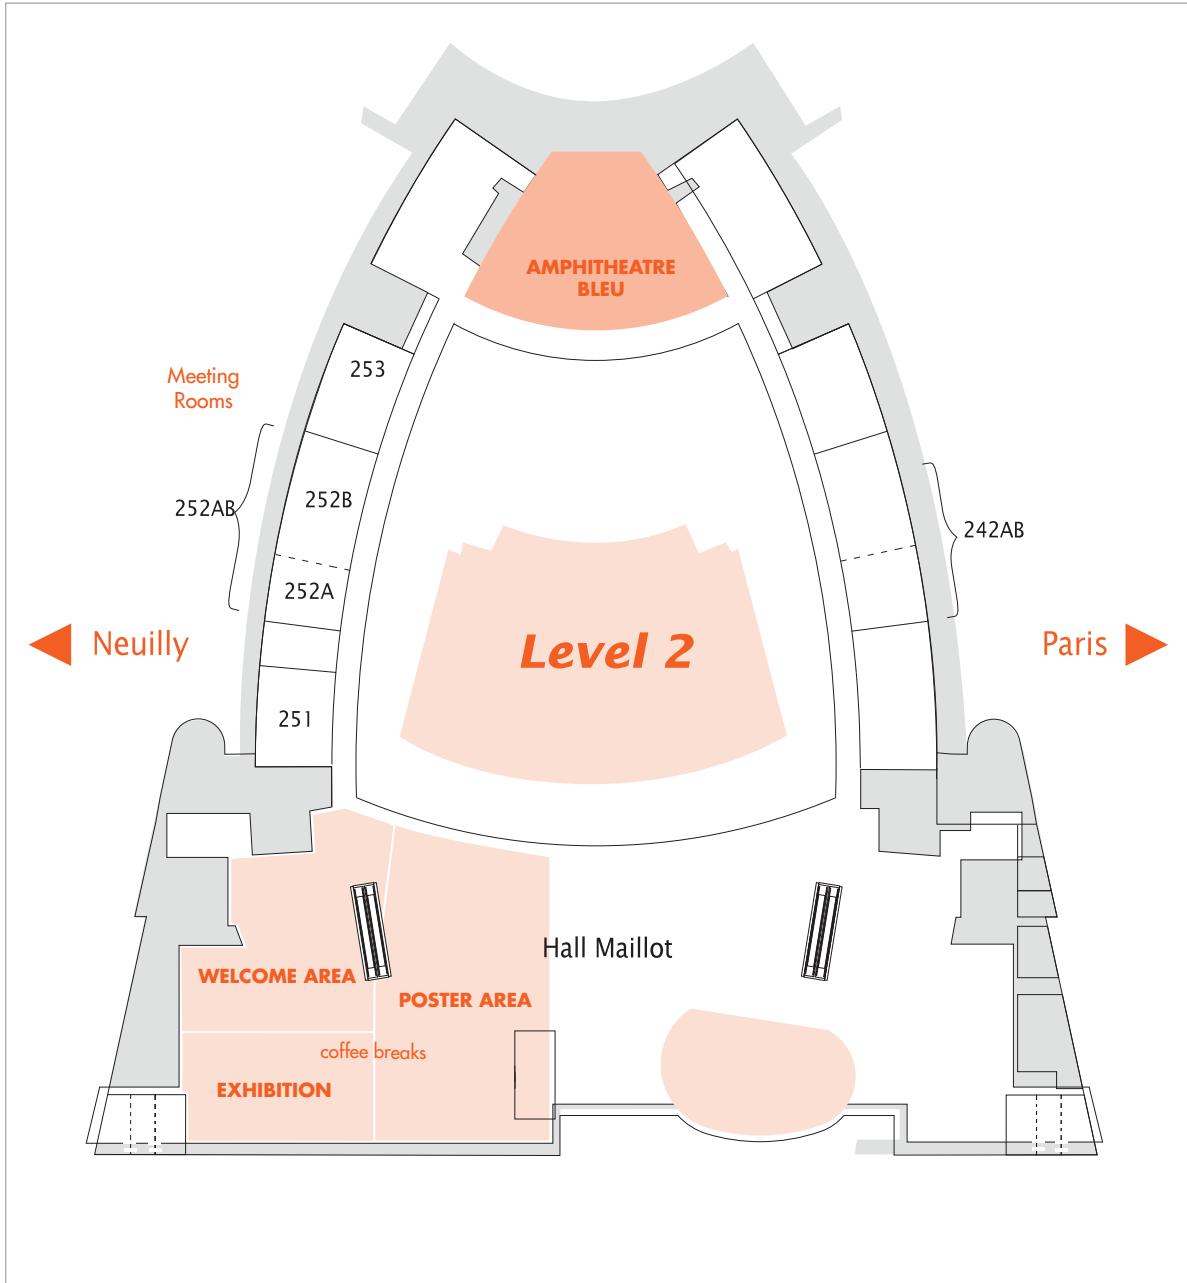 AMPHITHEATRE
BLEU
253
Meeting
Rooms
252B
252AB
242AB
252A
Neuilly
Level 2
Paris
251
Hall Maillot
WELCOME AREA
POSTER AREA
coffee breaks
EXHIBITION